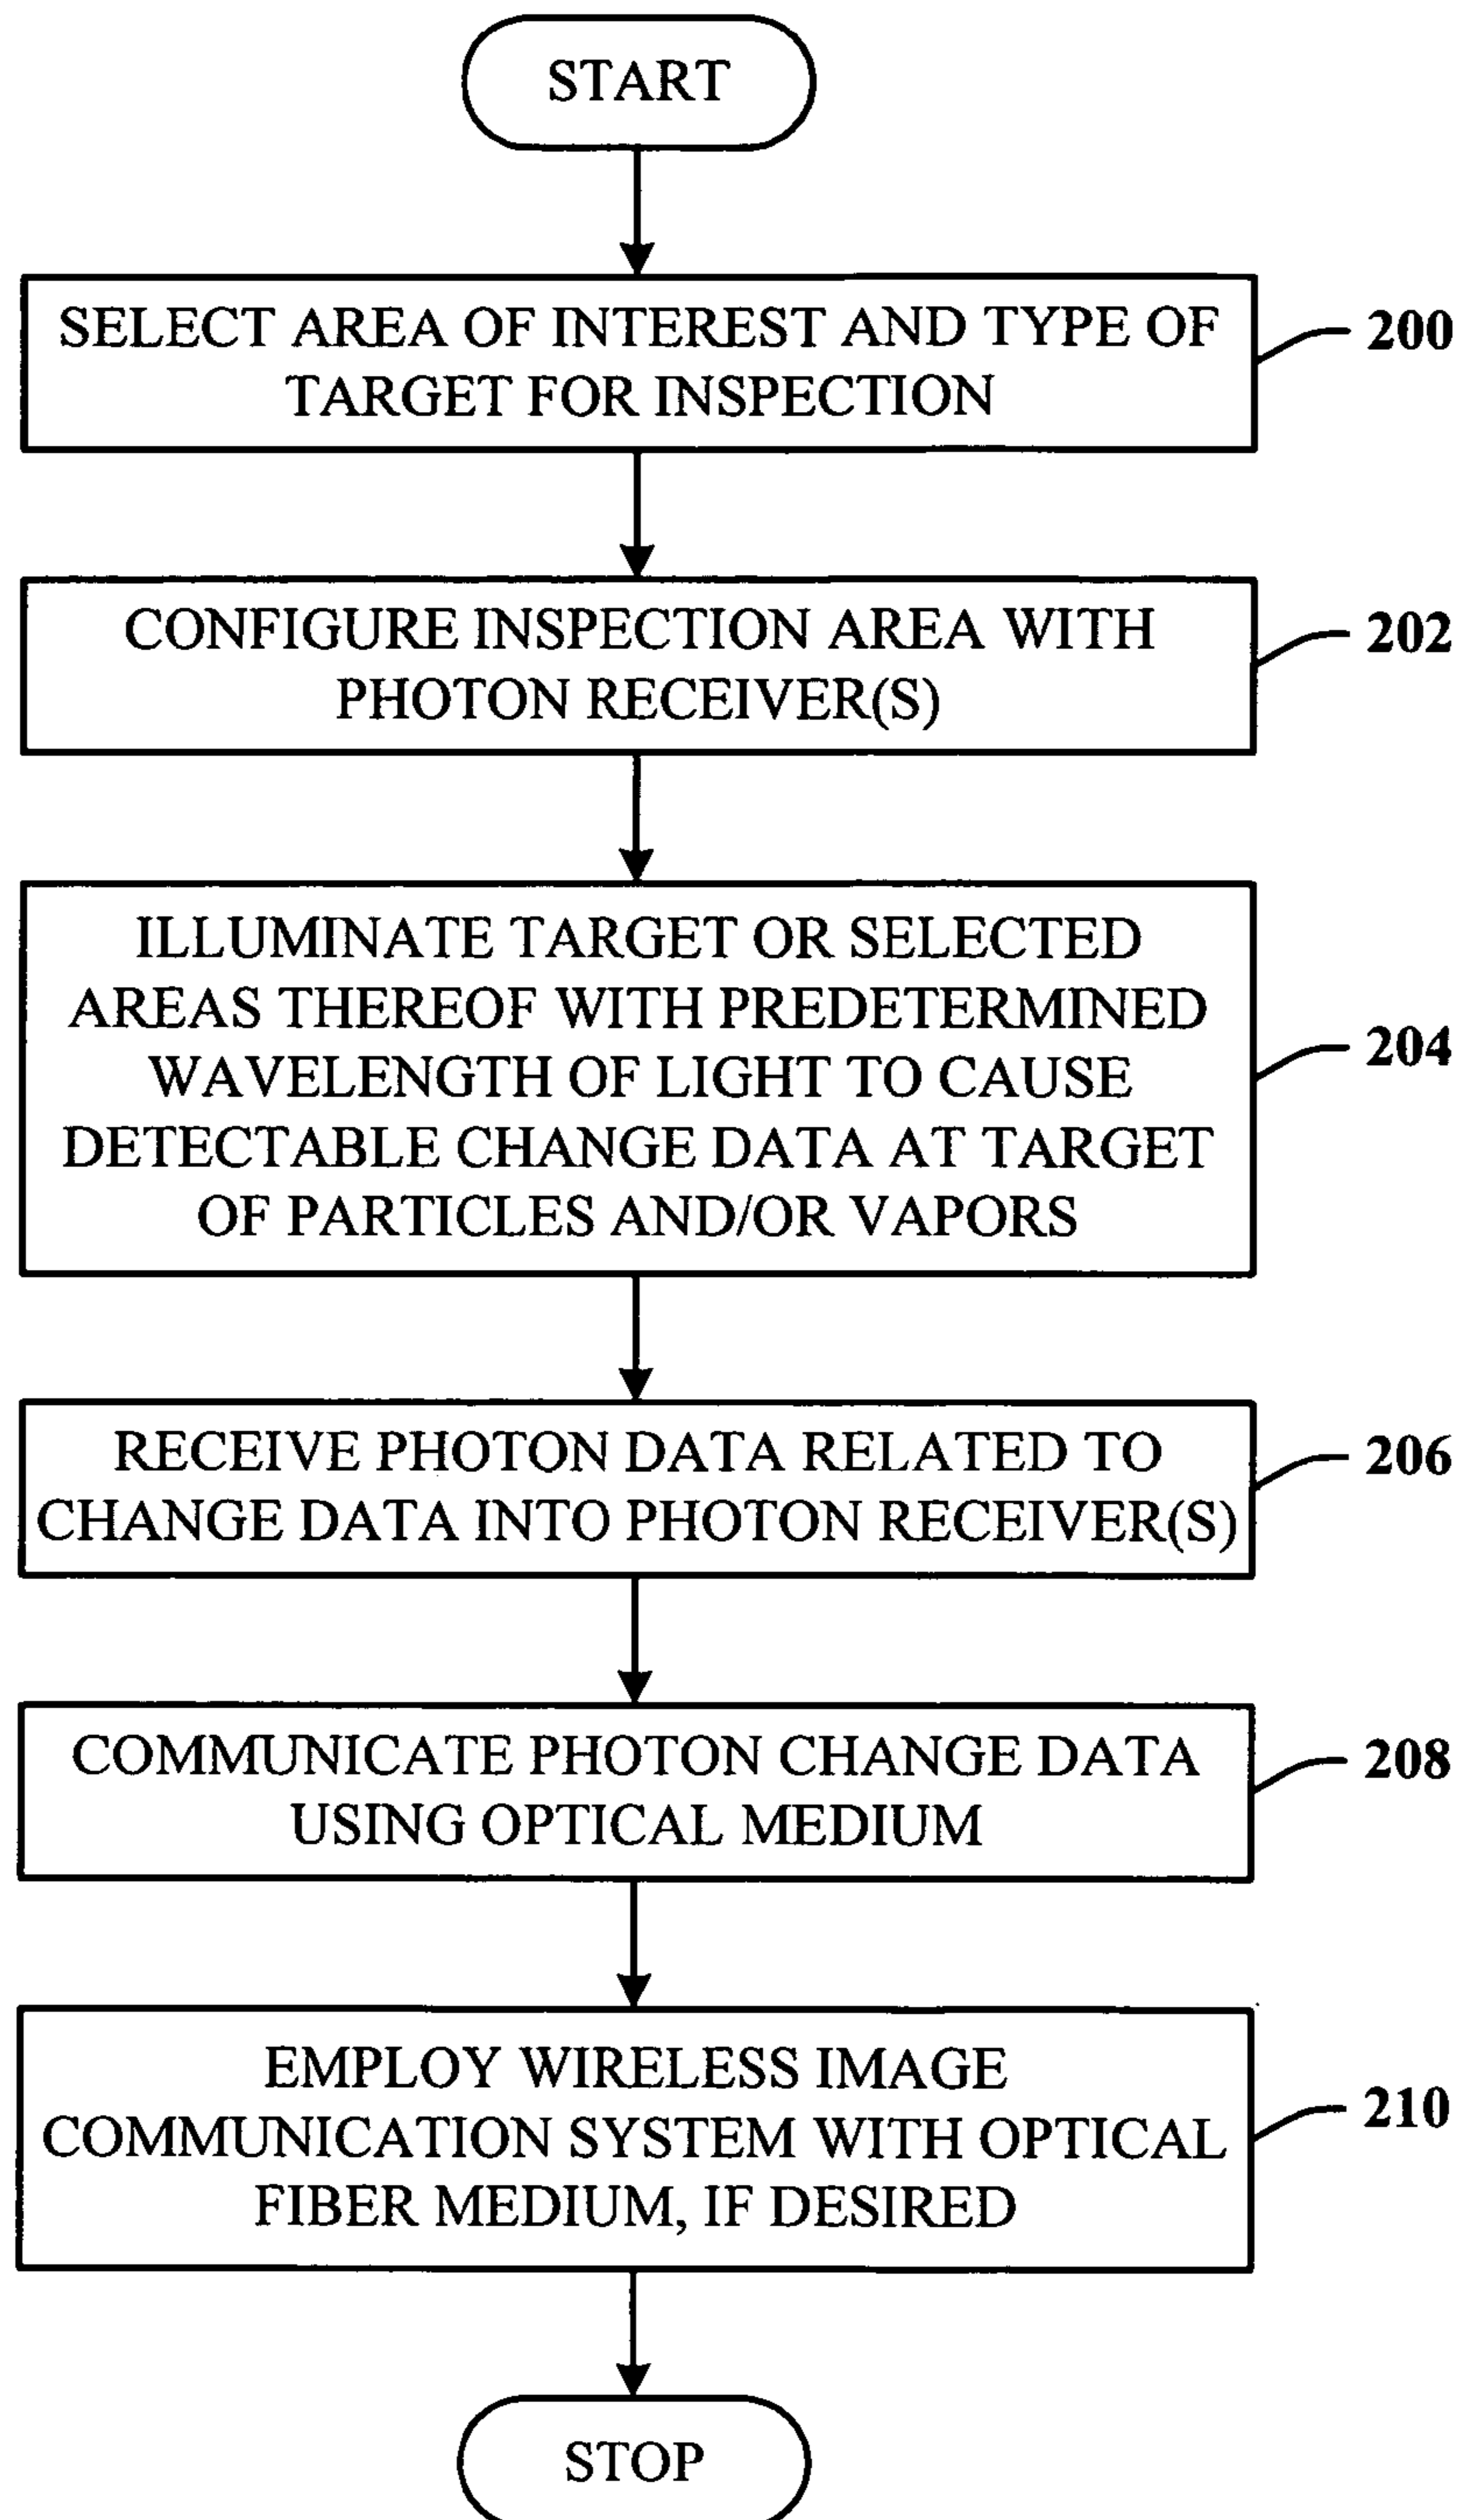 START
SELECT AREA OF INTEREST AND TYPE OF
TARGET FOR INSPECTION
200
CONFIGURE INSPECTION AREA WITH
PHOTON RECEIVER(S)
202
ILLUMINATE TARGET OR SELECTED
AREAS THEREOF WITH PREDETERMINED
WAVELENGTH OF LIGHT TO CAUSE
DETECTABLE CHANGE DATA AT TARGET
OF PARTICLES AND/OR VAPORS
204
RECEIVE PHOTON DATA RELATED TO
CHANGE DATA INTO PHOTON RECEIVER(S)
206
COMMUNICATE PHOTON CHANGE DATA
USING OPTICAL MEDIUM
208
EMPLOY WIRELESS IMAGE
COMMUNICATION SYSTEM WITH OPTICAL
FIBER MEDIUM, IF DESIRED
210
STOP